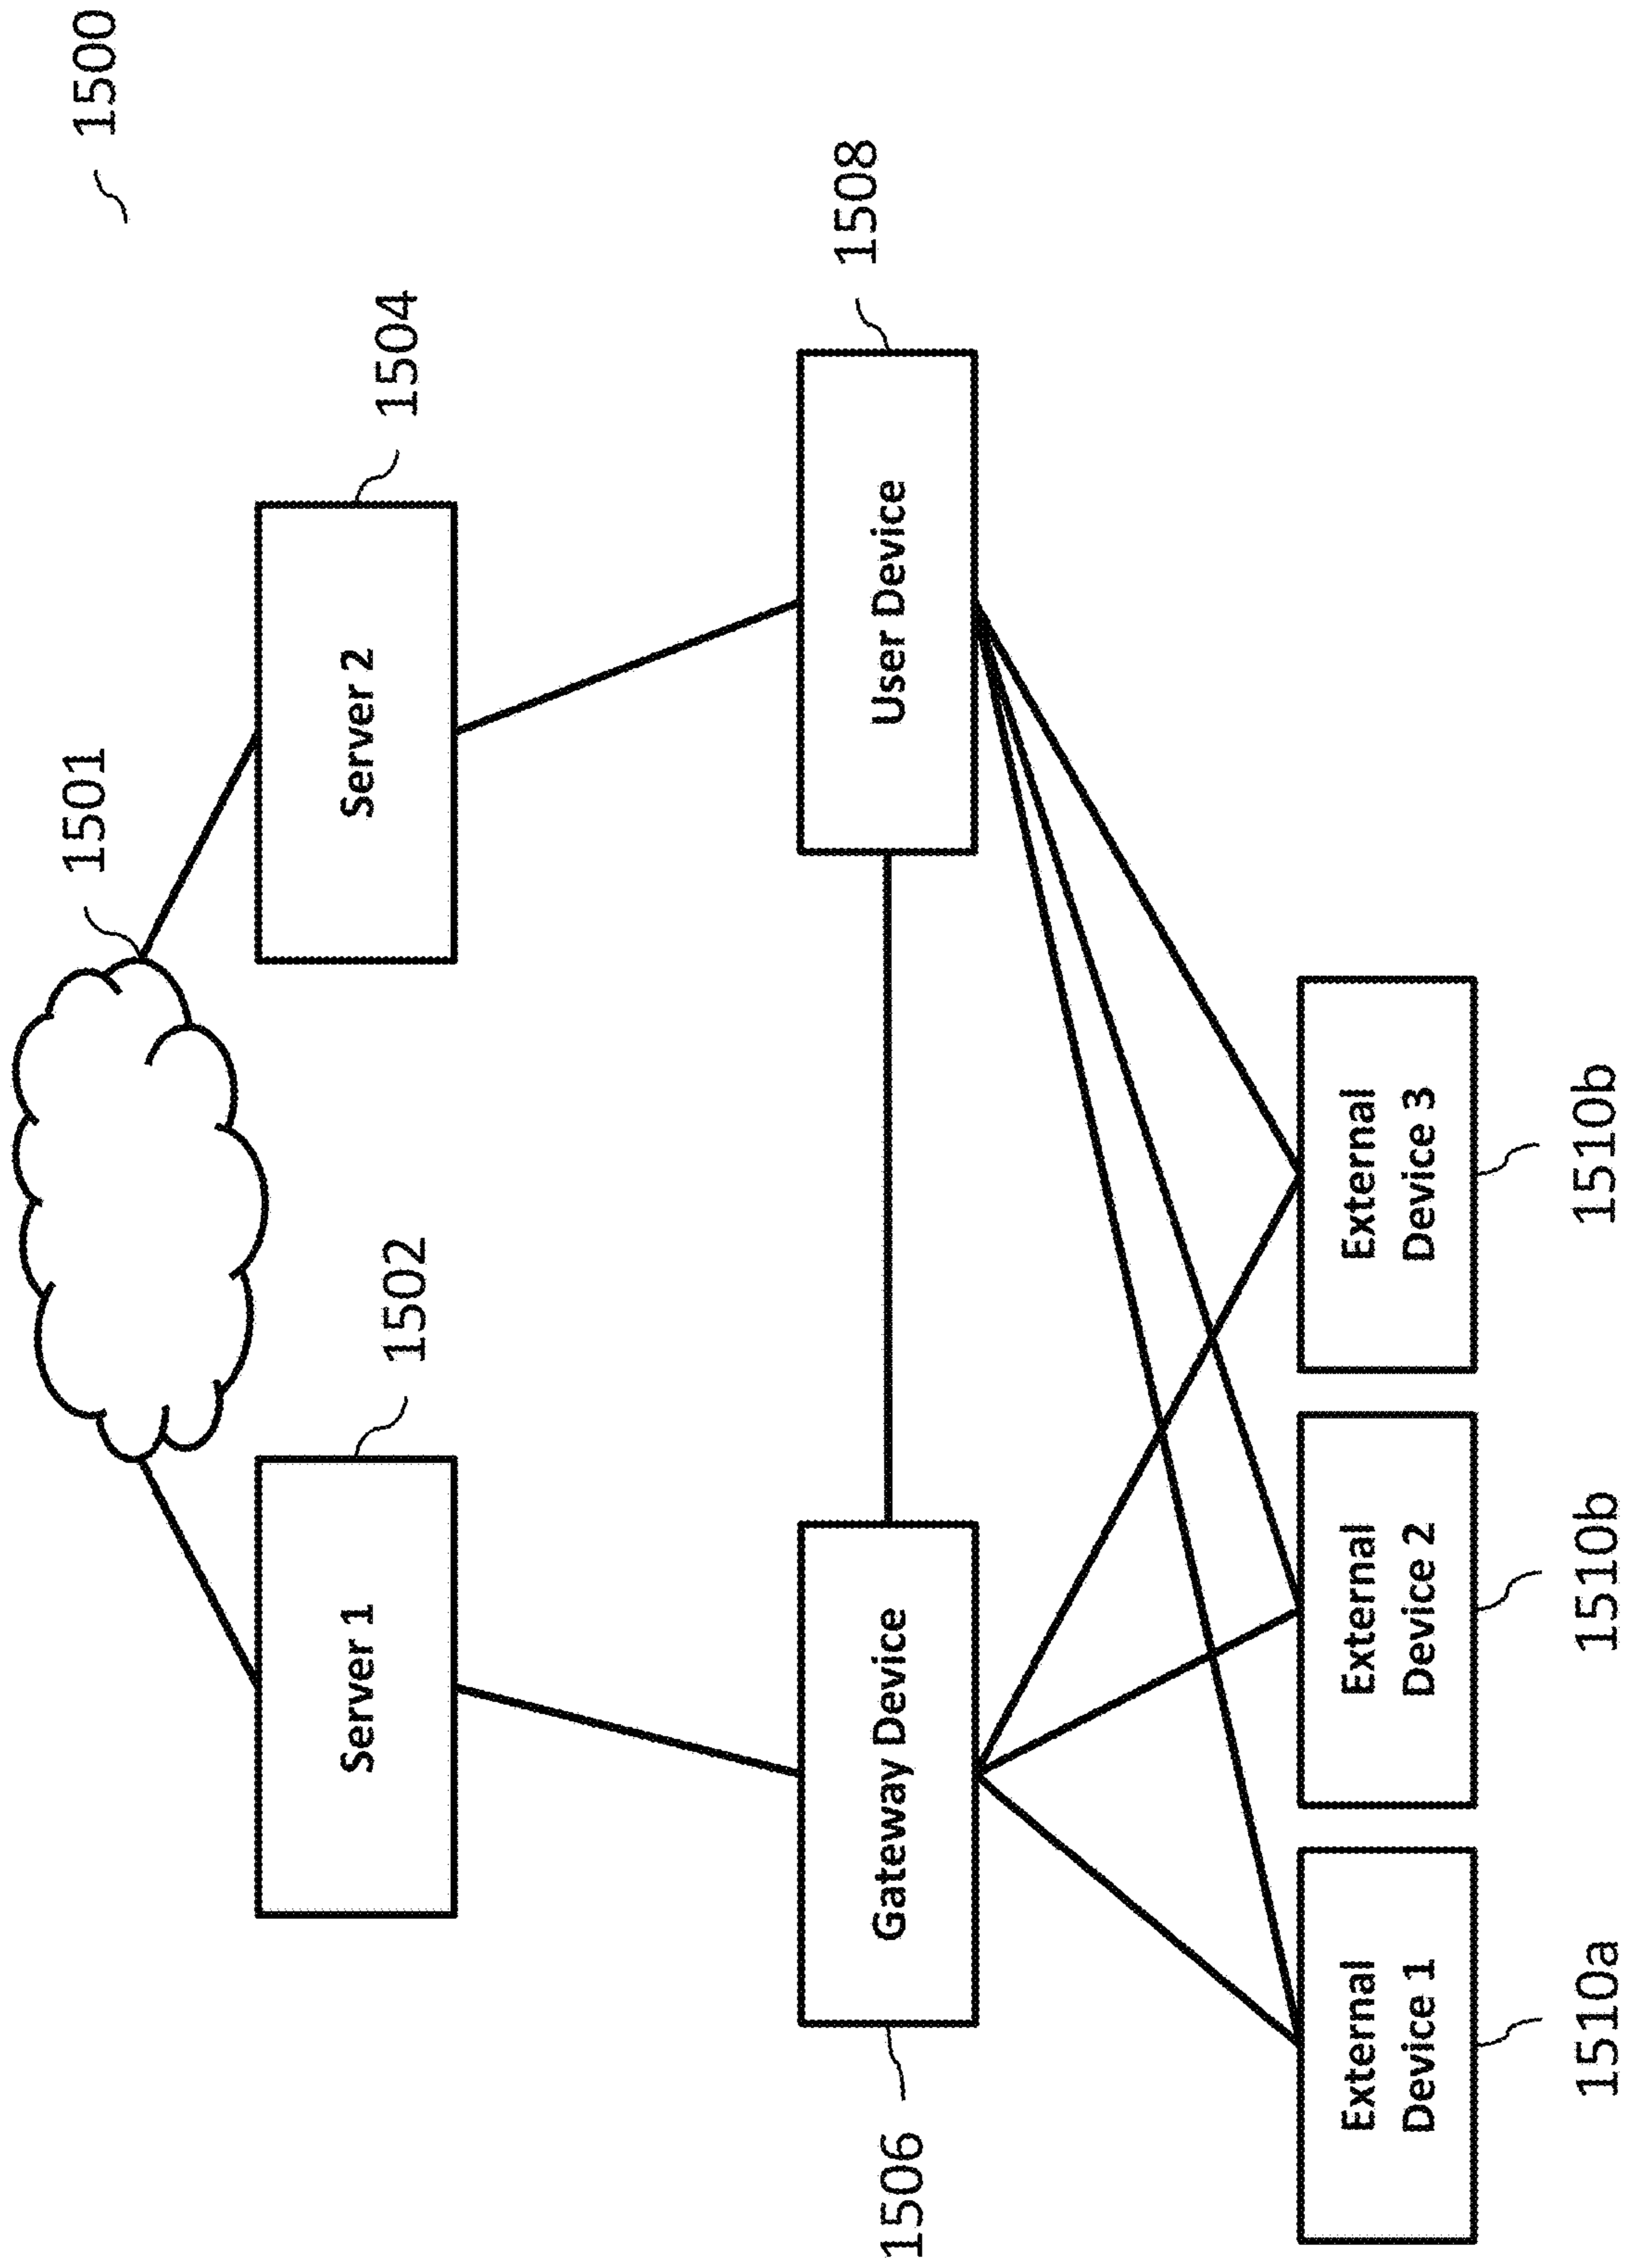 1500
1501
1502
Server 1
1504
Server 2
1506
Gateway Device
1508
User Device
External
Device 1
1510a
External
Device 2
1510b
External
Device 3
1510b